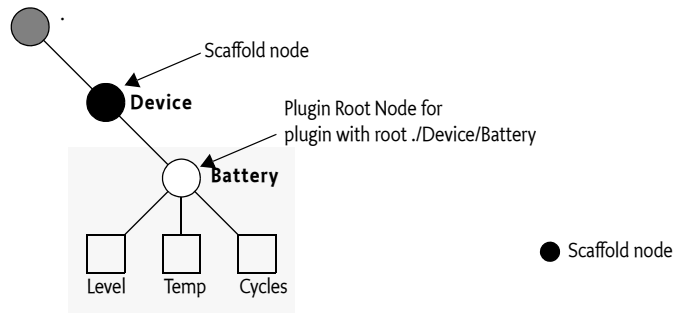 .
Scaffold node
Device
Plugin Root Node for
plugin with root ./Device/Battery
Battery
Scaffold node
Level Temp Cycles